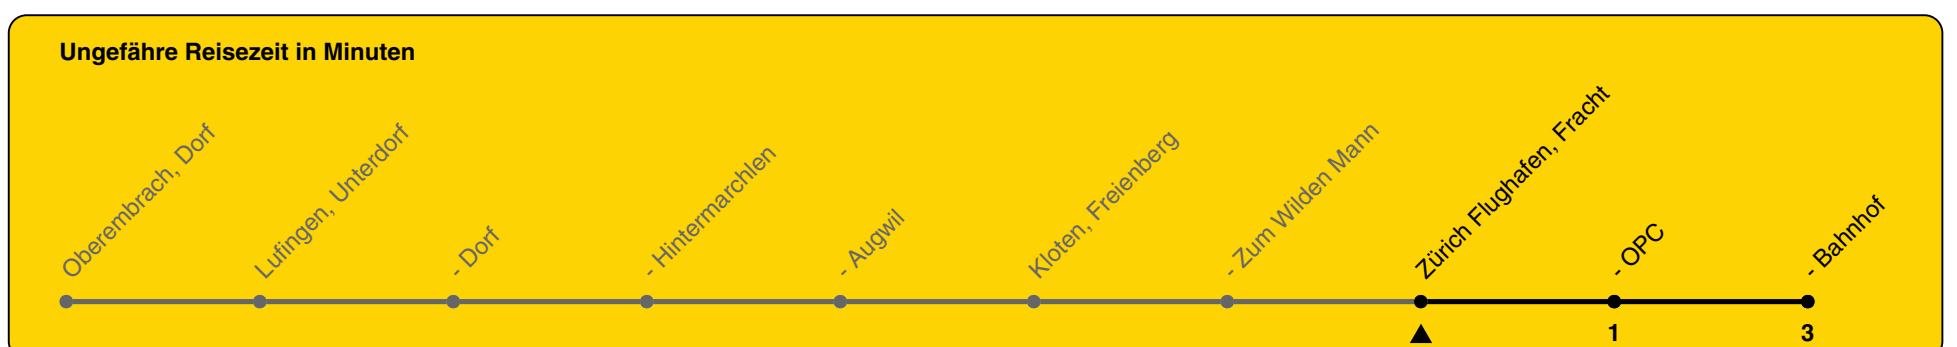 Ungefähre Reisezeit in Minuten
Oberembrach, Dorf
Lufingen, Unterdorf
- Dorf
- Hintermarchlen
- Augwil
Kloten, Freienberg
- Zum Wilden Mann
Zürich Flughafen, Fracht
- OPC
- Bahnhof
1
3